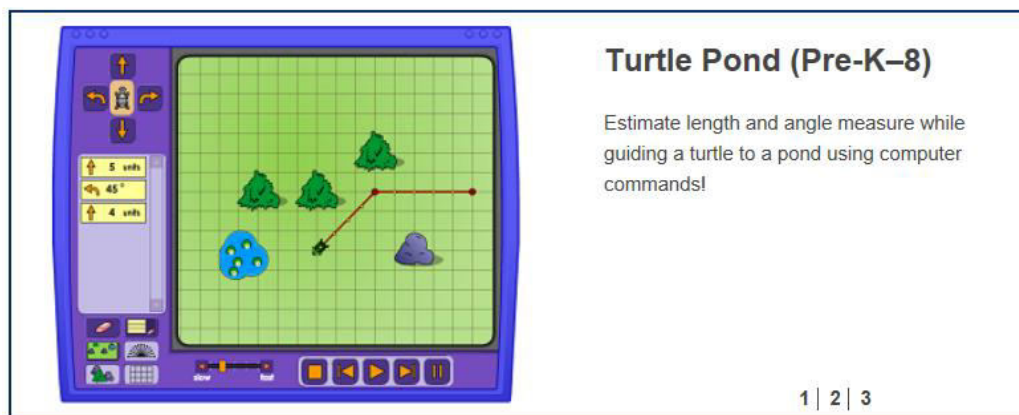 Turtle Pond (Pre-K–8)
Estimate length and angle measure while
guiding a turtle to a pond using computer
commands!
5 units
45°
4 units
slow fast
1 | 2 | 3